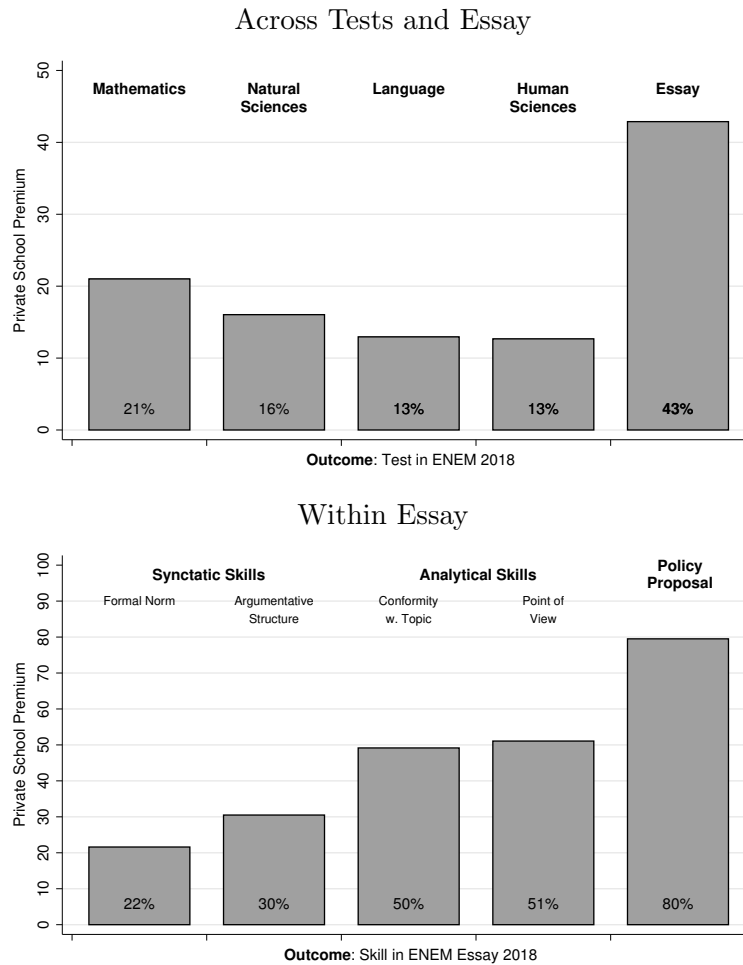 Across Tests and Essay
Private School Premium
50
40
30
20
10
0
Mathematics
Natural
Sciences
Language
Human
Sciences
Essay
21%
16%
13%
13%
43%
Outcome: Test in ENEM 2018
Within Essay
Private School Premium
100
90
80
70
60
50
40
30
20
10
0
Synctatic Skills
Analytical Skills
Policy
Proposal
Formal Norm
Argumentative
Structure
Conformity
w. Topic
Point of
View
22%
30%
50%
51%
80%
Outcome: Skill in ENEM Essay 2018